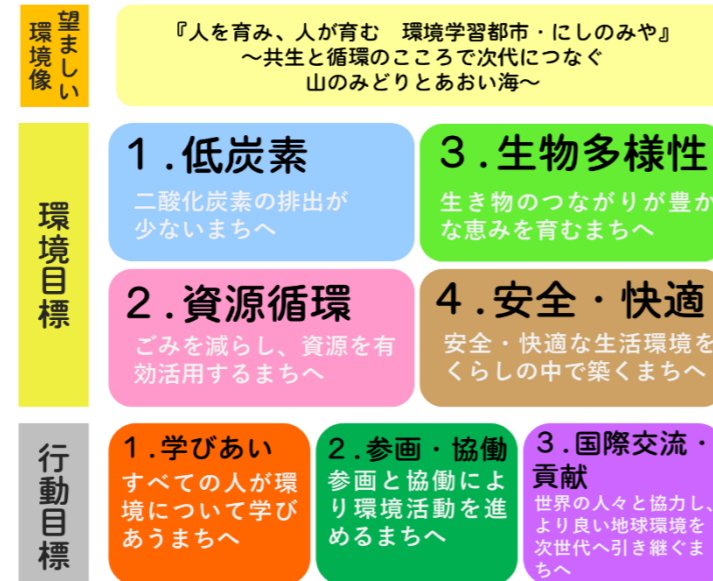 望ましい
環境像
『人を育み、人が育む　環境学習都市・にしのみや』
～共生と循環のこころで次代につなぐ
山のみどりとあおい海～
環境目標
１.低炭素
二酸化炭素の排出が
少ないまちへ
３.生物多様性
生き物のつながりが豊か
な恵みを育むまちへ
２.資源循環
ごみを減らし、資源を有
効活用するまちへ
４.安全・快適
安全・快適な生活環境を
くらしの中で築くまちへ
行動目標
１.学びあい
すべての人が環
境について学び
あうまちへ
２.参画・協働
参画と協働によ
り環境活動を進
めるまちへ
３.国際交流・
貢献
世界の人々と協力し、
より良い地球環境を
次世代へ引き継ぐま
ちへ